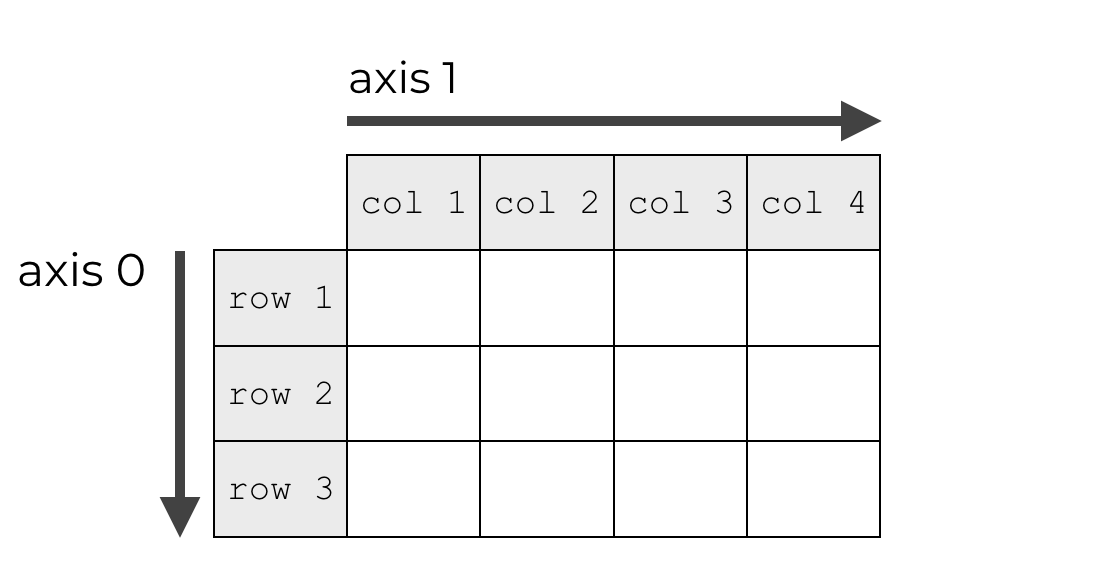 axis 1
col 1 col 2 col 3 col 4
axis 0
row 1
row 2
row 3